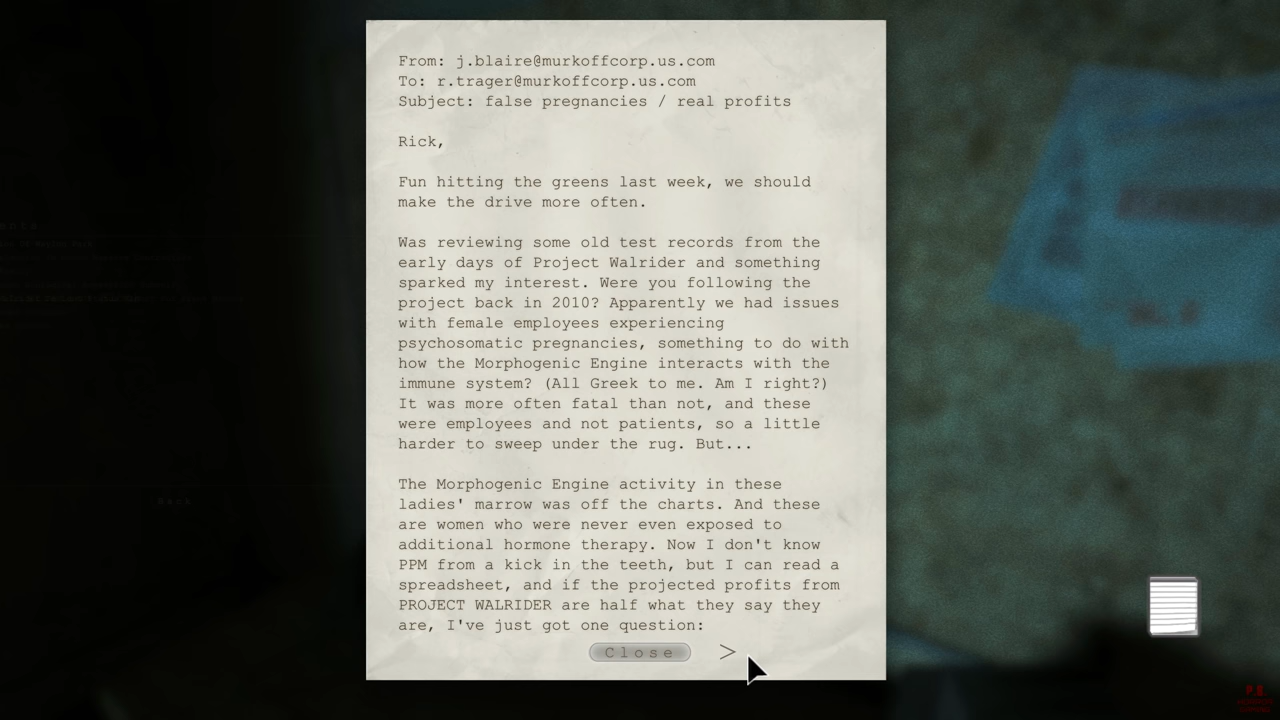 From: j.blaire@murkoffcorp.us.com
To: r.trager@murkoffcorp.us.com
Subject: false pregnancies / real profits
Rick,
Fun hitting the greens last week, we should
make the drive more often.
Was reviewing some old test records from the
early days of Project Walrider and something
sparked my interest. Were you following the
project back in 2010? Apparently we had issues
with female employees experiencing
psychosomatic pregnancies, something to do with
how the Morphogenic Engine interacts with the
immune system? (All Greek to me. Am I right?)
It was more often fatal than not, and these
were employees and not patients, so a little
harder to sweep under the rug. But...
The Morphogenic Engine activity in these
ladies' marrow was off the charts. And these
are women who were never even exposed to
additional hormone therapy. Now I don't know
PPM from a kick in the teeth, but I can read a
spreadsheet, and if the projected profits from
PROJECT WALRIDER are half what they say they
are, I've just got one question:
Close >